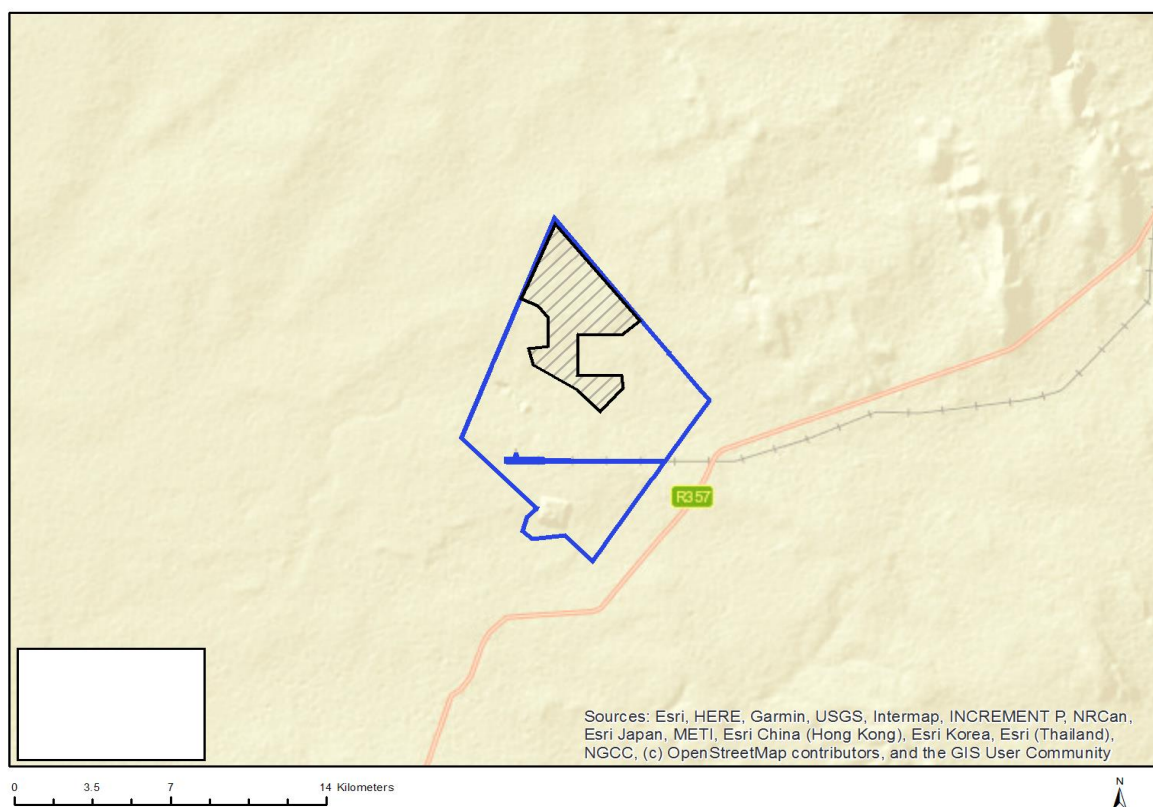 R357
Sources: Esri, HERE, Garmin, USGS, Intermap, INCREMENT P, NRCan,
Esri Japan, METI, Esri China (Hong Kong), Esri Korea, Esri (Thailand),
NGCC, (c) OpenStreetMap contributors, and the GIS User Community
0 3.5 7 14 Kilometers
N